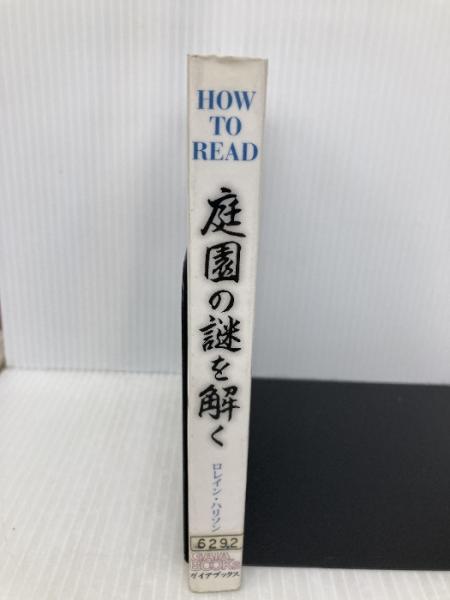 HOW
TO
READ
庭園の謎を解く
ロレイン・ハリソン
6292
GAIA
BOOKS
ガイアブックス